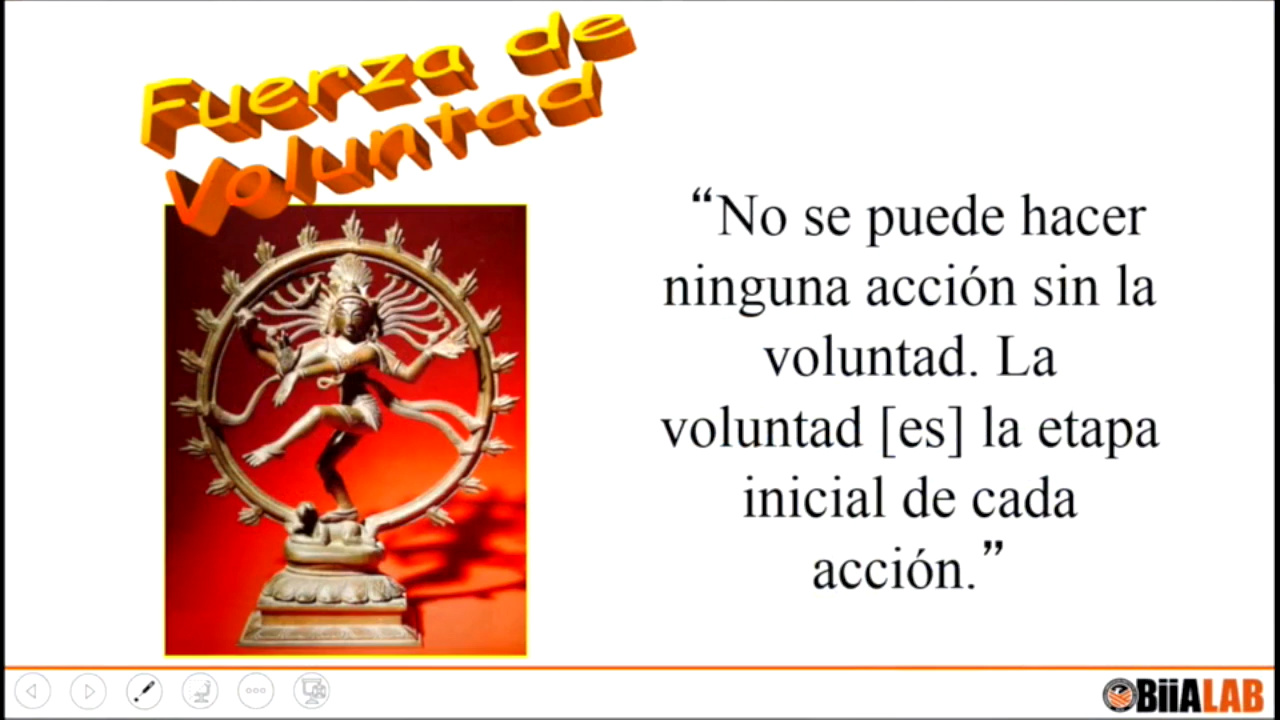 Fuerza de
Voluntad
“No se puede hacer
ninguna acción sin la
voluntad. La
voluntad [es] la etapa
inicial de cada
acción.”
BiiALAB